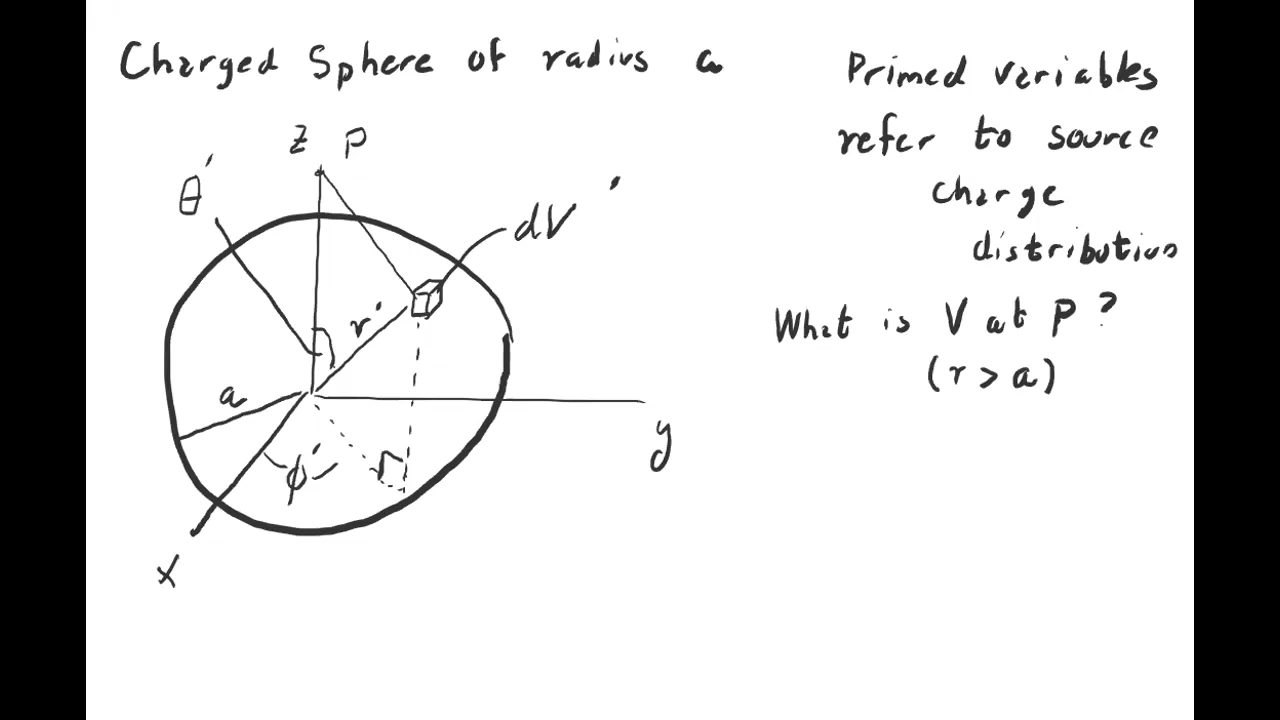 Charged Sphere of radius a
Primed variables
refer to source
charge
distribution
What is V at P?
(r > a)
z P
θ'
dV'
r'
a
y
φ'
x